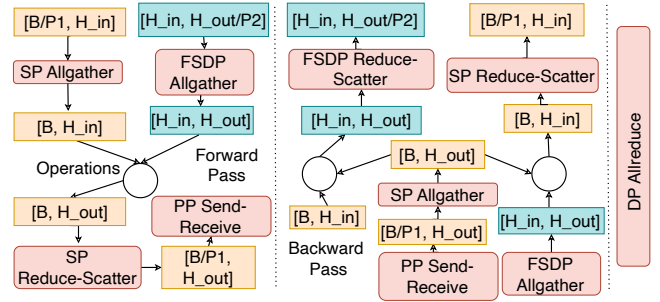 [B/P1, H_in]
[H_in, H_out/P2]
SP Allgather
FSDP
Allgather
[B, H_in]
[H_in, H_out]
Operations
Forward
Pass
[B, H_out]
PP Send-
Receive
SP
Reduce-Scatter
[B/P1,
H_out]
[H_in, H_out/P2]
[B/P1, H_in]
FSDP Reduce-
Scatter
SP Reduce-Scatter
[H_in, H_out]
[B, H_in]
[B, H_out]
SP Allgather
[B, H_in]
[B/P1, H_out]
[H_in, H_out]
Backward
Pass
PP Send-
Receive
FSDP
Allgather
DP Allreduce